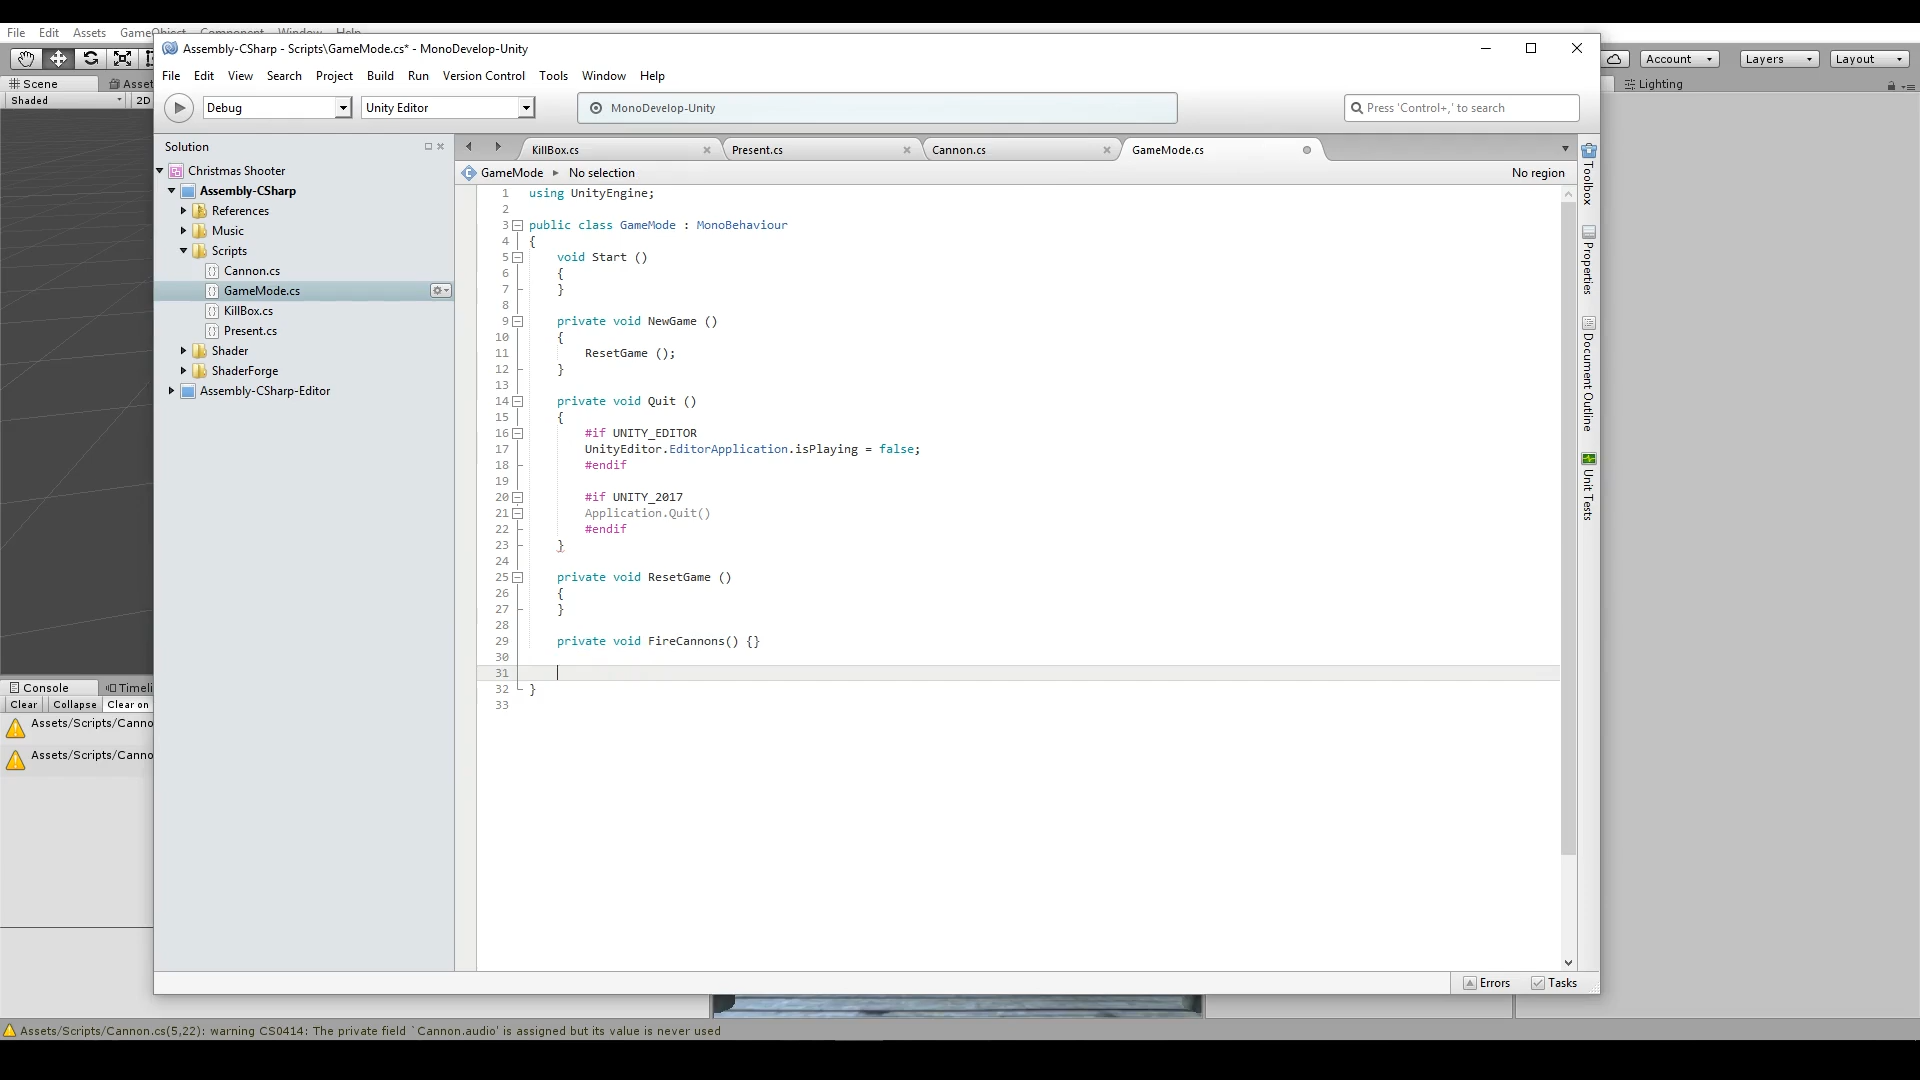 File Edit Assets GameObject Component Window Help
Assembly-CSharp - Scripts\GameMode.cs* - MonoDevelop-Unity
Account Layers Layout
File Edit View Search Project Build Run Version Control Tools Window Help
Scene Asset
Lighting
Shaded 2D
Debug Unity Editor MonoDevelop-Unity Press 'Control+,' to search
Solution
KillBox.cs Present.cs Cannon.cs GameMode.cs
GameMode No selection No region
Christmas Shooter
Assembly-CSharp
References
Music
Scripts
Cannon.cs
GameMode.cs
KillBox.cs
Present.cs
Shader
ShaderForge
Assembly-CSharp-Editor
1 using UnityEngine;
2
3 public class GameMode : MonoBehaviour
4 {
5 void Start ()
6 {
7 }
8
9 private void NewGame ()
10 {
11 ResetGame ();
12 }
13
14 private void Quit ()
15 {
16 #if UNITY_EDITOR
17 UnityEditor.EditorApplication.isPlaying = false;
18 #endif
19
20 #if UNITY_2017
21 Application.Quit()
22 #endif
23 }
24
25 private void ResetGame ()
26 {
27 }
28
29 private void FireCannons() {}
30
31
32 }
33
Toolbox
Properties
Document Outline
Unit Tests
Console Timeli
Clear Collapse Clear on
Assets/Scripts/Canno
Assets/Scripts/Canno
Errors Tasks
Assets/Scripts/Cannon.cs(5,22): warning CS0414: The private field `Cannon.audio' is assigned but its value is never used